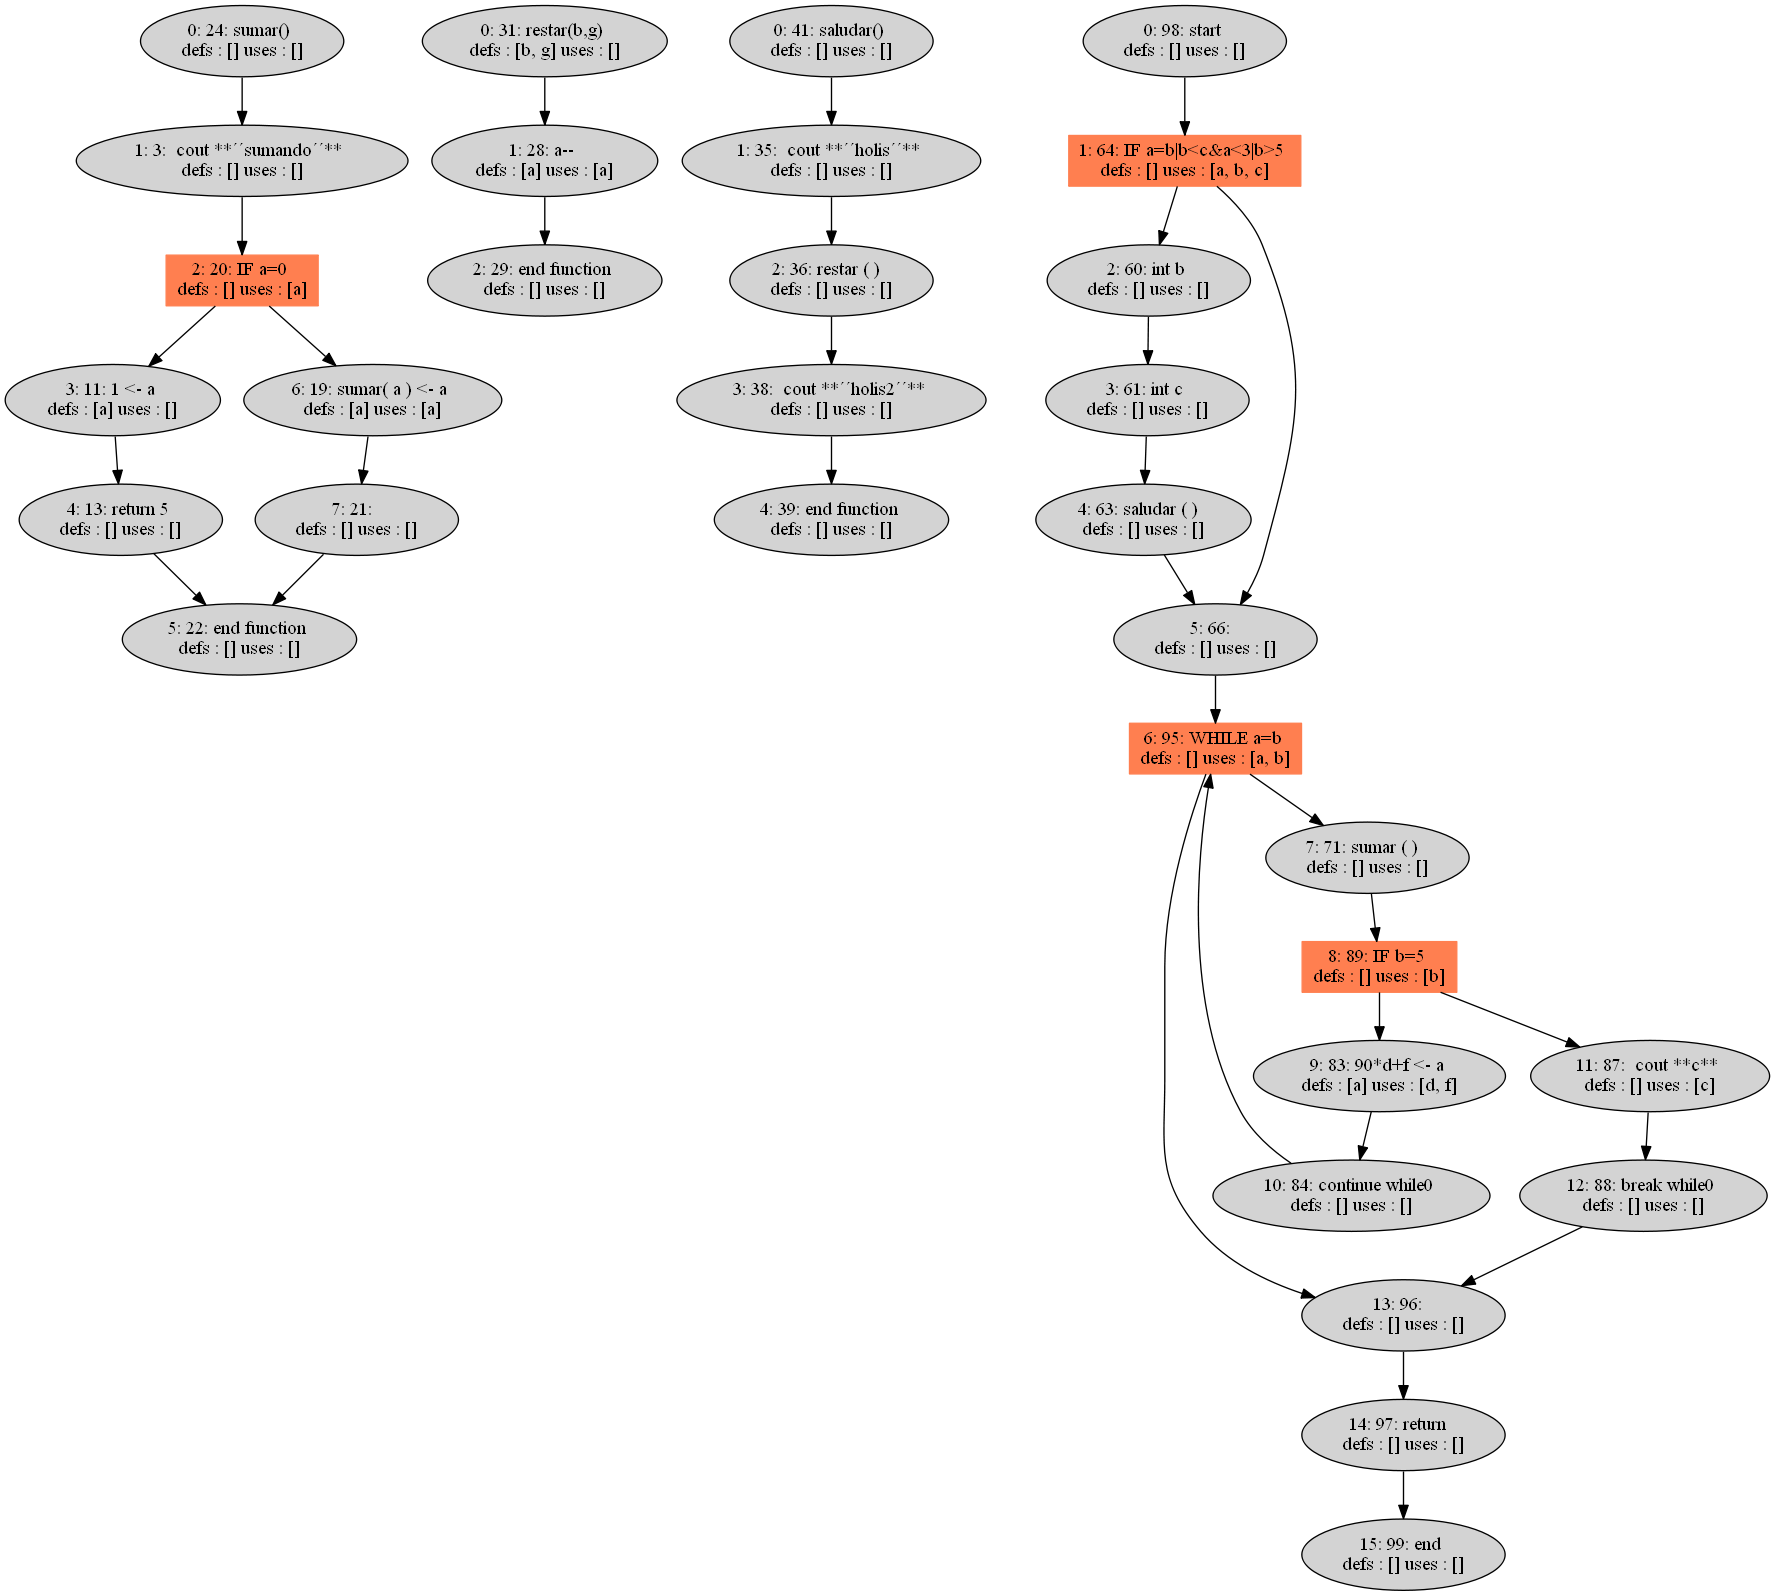 0: 24: sumar()
defs : [] uses : []
1: 3:  cout **´´sumando´´**
defs : [] uses : []
2: 20: IF a=0
defs : [] uses : [a]
3: 11: 1 <- a
defs : [a] uses : []
6: 19: sumar( a ) <- a
defs : [a] uses : [a]
4: 13: return 5
defs : [] uses : []
7: 21:
defs : [] uses : []
5: 22: end function
defs : [] uses : []
0: 31: restar(b,g)
defs : [b, g] uses : []
1: 28: a--
defs : [a] uses : [a]
2: 29: end function
defs : [] uses : []
0: 41: saludar()
defs : [] uses : []
1: 35:  cout **´´holis´´**
defs : [] uses : []
2: 36: restar ( )
defs : [] uses : []
3: 38:  cout **´´holis2´´**
defs : [] uses : []
4: 39: end function
defs : [] uses : []
0: 98: start
defs : [] uses : []
1: 64: IF a=b|b<c&a<3|b>5
defs : [] uses : [a, b, c]
2: 60: int b
defs : [] uses : []
3: 61: int c
defs : [] uses : []
4: 63: saludar ( )
defs : [] uses : []
5: 66:
defs : [] uses : []
6: 95: WHILE a=b
defs : [] uses : [a, b]
7: 71: sumar ( )
defs : [] uses : []
8: 89: IF b=5
defs : [] uses : [b]
9: 83: 90*d+f <- a
defs : [a] uses : [d, f]
11: 87:  cout **c**
defs : [] uses : [c]
10: 84: continue while0
defs : [] uses : []
12: 88: break while0
defs : [] uses : []
13: 96:
defs : [] uses : []
14: 97: return
defs : [] uses : []
15: 99: end
defs : [] uses : []